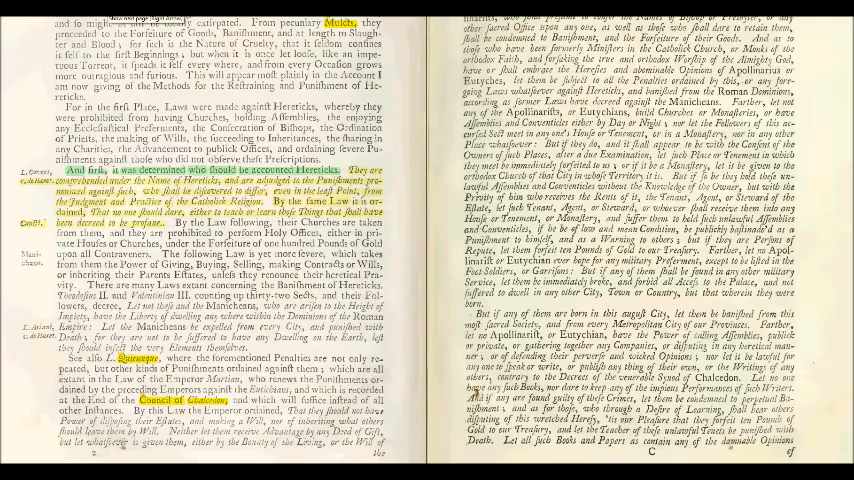 and so might at last be utterly extirpated. From pecuniary Mulcts, they
proceeded to the Forfeiture of Goods, Banishment, and at length to Slaugh-
ter and Blood; for such is the Nature of Cruelty, that it seldom confines
it self to the first Beginnings; but when it is once let loose, like an impe-
tuous Torrent, it spreads it self every where, and from every Occasion grows
more outragious and furious. This will appear most plainly in the Account I
am now giving of the Methods for the Restraining and Punishment of He-
reticks.
For in the first Place, Laws were made against Hereticks, whereby they
were prohibited from having Churches, holding Assemblies, the enjoying
any Ecclesiastical Preferments, the Consecration of Bishops, the Ordination
of Priests, the making of Wills, the succeeding to Inheritances, the sharing in
any Charities, the Advancement to publick Offices, and ordaining severe Pu-
nishments against those who did not observe these Prescriptions.
And first, it was determined who should be accounted Hereticks. They are
comprehended under the Name of Hereticks, and are adjudged to the Punishments pro-
nounced against such, who shall be discovered to differ, even in the least Point, from
the Judgment and Practice of the Catholick Religion. By the same Law it is or-
dained, That no one should dare, either to teach or learn those Things that shall have
been decreed to be profane. By the Law following, their Churches are taken
from them, and they are prohibited to perform Holy Offices, either in pri-
vate Houses or Churches, under the Forfeiture of one hundred Pounds of Gold
upon all Contraveners. The following Law is yet more severe, which takes
from them the Power of Giving, Buying, Selling, making Contracts or Wills,
or inheriting their Parents Estates, unless they renounce their heretical Pra-
vity. There are many Laws extant concerning the Banishment of Hereticks.
Theodosius II. and Valentinian III. counting up thirty-two Sects, and their Fol-
lowers, decree, Let not these and the Manicheans, who are arisen to the Height of
Impiety, have the Liberty of dwelling any where within the Dominions of the Roman
Empire: Let the Manicheans be expelled from every City, and punished with
Death; for they are not to be suffered to have any Dwelling on the Earth, lest
they should infect the very Elements themselves.
See also L. Quicunque, where the forementioned Penalties are not only re-
peated, but other kinds of Punishments ordained against them; which are all
extant in the Law of the Emperor Martian, who renews the Punishments or-
dained by the preceding Emperors against the Eutichians, and which is recorded
at the End of the Council of Chalcedon, and which will suffice instead of all
other Instances. By this Law the Emperor ordained, That they should not have
Power of disposing their Estates, and making a Will, nor of inheriting what others
should leave them by Will. Neither let them receive Advantage by any Deed of Gift,
but let whatsoever is given them, either by the Bounty of the Living, or the Will of
2
the
L. Omnes,
c. de Heret.
Mani-
chæos.
L. Ariani,
c. de Heret.
other sacred Office upon any one, as well as those who shall dare to retain them,
shall be condemned to Banishment, and the Forfeiture of their Goods. And as to
those who have been formerly Ministers in the Catholick Church, or Monks of the
orthodox Faith, and forsaking the true and orthodox Worship of the Almighty God,
have or shall embrace the Heresies and abominable Opinions of Apollinarius or
Eutyches, let them be subject to all the Penalties ordained by this, or any fore-
going Laws whatsoever against Hereticks, and banished from the Roman Dominions,
according as former Laws have decreed against the Manicheans. Farther, let not
any of the Apollinarists, or Eutychians, build Churches or Monasteries, or have
Assemblies and Conventicles either by Day or Night; nor let the Followers of this ac-
cursed Sect meet in any one's House or Tenement, or in a Monastery, nor in any other
Place whatsoever: But if they do, and it shall appear to be with the Consent of the
Owners of such Places, after a due Examination, let such Place or Tenement in which
they meet be immediately forfeited to us; or if it be a Monastery, let it be given to the
orthodox Church of that City in whose Territory it is. But if so be they hold these un-
lawful Assemblies and Conventicles without the Knowledge of the Owner, but with the
Privity of him who receives the Rents of it, the Tenant, Agent, or Steward of the
Estate, let such Tenant, Agent, or Steward, or whoever shall receive them into any
House or Tenement, or Monastery, and suffer them to hold such unlawful Assemblies
and Conventicles, if he be of low and mean Condition, be publickly bastinado'd as a
Punishment to himself, and as a Warning to others; but if they are Persons of
Repute, let them forfeit ten Pounds of Gold to our Treasury. Farther, let no Apol-
linarist or Eutychian ever hope for any military Preferment, except to be listed in the
Foot Soldiers, or Garrisons: But if any of them shall be found in any other military
Service, let them be immediately broke, and forbid all Access to the Palace, and not
suffered to dwell in any other City, Town or Country, but that wherein they were
born.
But if any of them are born in this august City, let them be banished from this
most sacred Society, and from every Metropolitan City of our Provinces. Farther,
let no Apollinarist, or Eutychian, have the Power of calling Assemblies, publick
or private, or gathering together any Companies, or disputing in any heretical man-
ner; or of defending their perverse and wicked Opinions; nor let it be lawful for
any one to speak or write, or publish any thing of their own, or the Writings of any
others, contrary to the Decrees of the venerable Synod of Chalcedon. Let no one
have any such Books, nor dare to keep any of the impious Performances of such Writers.
And if any are found guilty of these Crimes, let them be condemned to perpetual Ba-
nishment; and as for those, who through a Desire of Learning, shall hear others
disputing of this wretched Heresy, 'tis our Pleasure that they forfeit ten Pounds of
Gold to our Treasury, and let the Teacher of these unlawful Tenets be punished with
Death. Let all such Books and Papers as contain any of the damnable Opinions
C
of